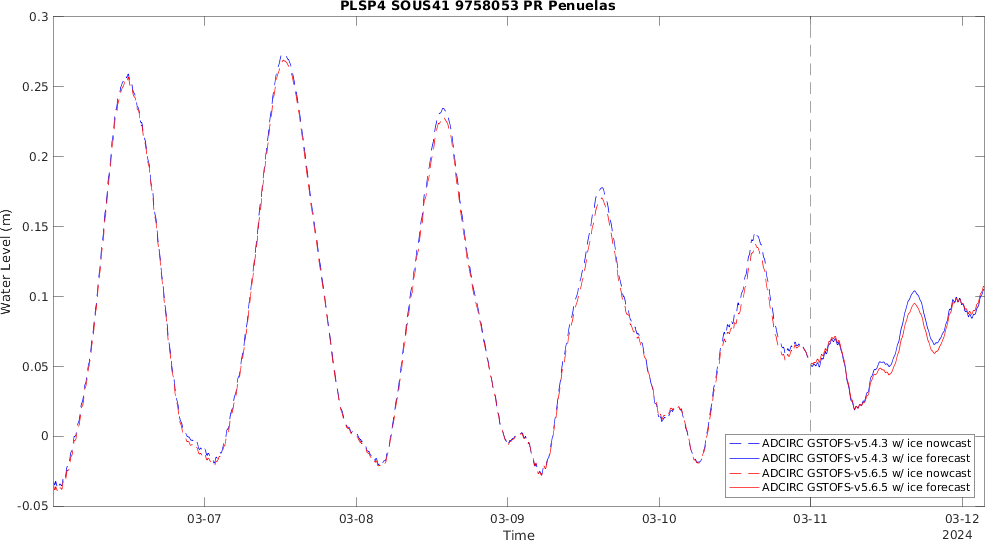 PLSP4 SOUS41 9758053 PR Penuelas
0.3
0.25
0.2
0.15
0.1
0.05
0
-0.05
Water Level (m)
03-07
03-08
03-09
03-10
03-11
03-12
Time
2024
ADCIRC GSTOFS-v5.4.3 w/ ice nowcast
ADCIRC GSTOFS-v5.4.3 w/ ice forecast
ADCIRC GSTOFS-v5.6.5 w/ ice nowcast
ADCIRC GSTOFS-v5.6.5 w/ ice forecast